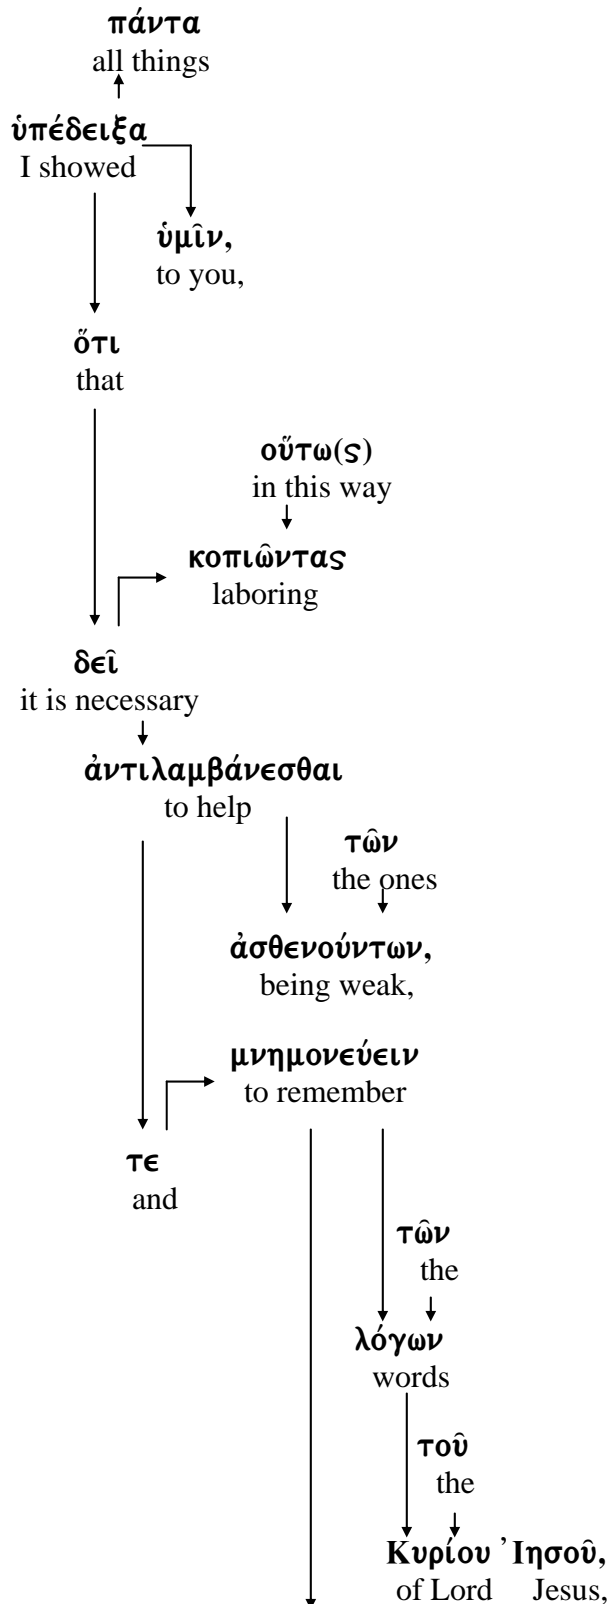 πάντα
all things
ὑπέδειξα
I showed
ὑμῖν,
to you,
ὅτι
that
οὕτω(ς)
in this way
κοπιῶντας
laboring
δεῖ
it is necessary
ἀντιλαμβάνεσθαι
to help
τῶν
the ones
ἀσθενούντων,
being weak,
μνημονεύειν
to remember
τε
and
τῶν
the
λόγων
words
τοῦ
the
Κυρίου Ἰησοῦ,
of Lord Jesus,